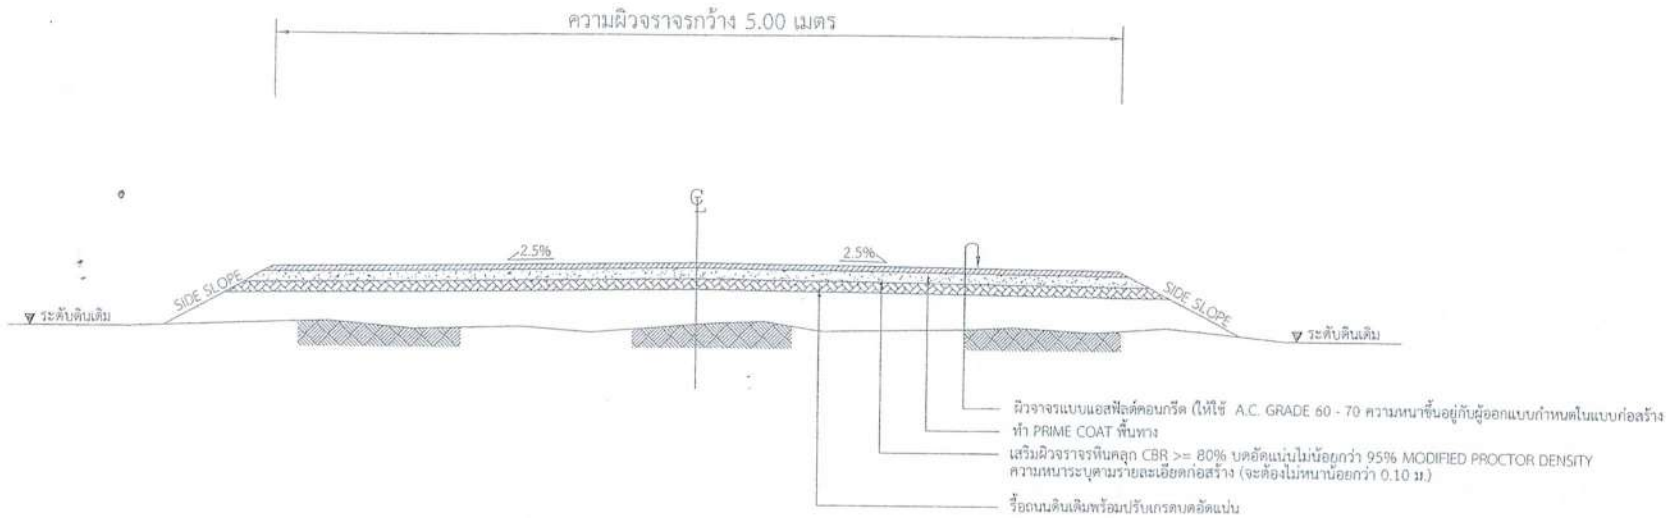 ความผิวจราจรกว้าง 5.00 เมตร
℄
2.5%
2.5%
SIDE SLOPE
SIDE SLOPE
ระดับดินเดิม
ระดับดินเดิม
ผิวจาจรแบบแอสฟัลต์คอนกรีต (ให้ใช้ A.C. GRADE 60 - 70 ความหนาขึ้นอยู่กับผู้ออกแบบกำหนดในแบบก่อสร้าง
ทำ PRIME COAT พื้นทาง
เสริมผิวจราจรหินคลุก CBR >= 80% บดอัดแน่นไม่น้อยกว่า 95% MODIFIED PROCTOR DENSITY
ความหนาระบุตามรายละเอียดก่อสร้าง (จะต้องไม่หนาน้อยกว่า 0.10 ม.)
รื้อถนนดินเดิมพร้อมปรับเกรดบดอัดแน่น